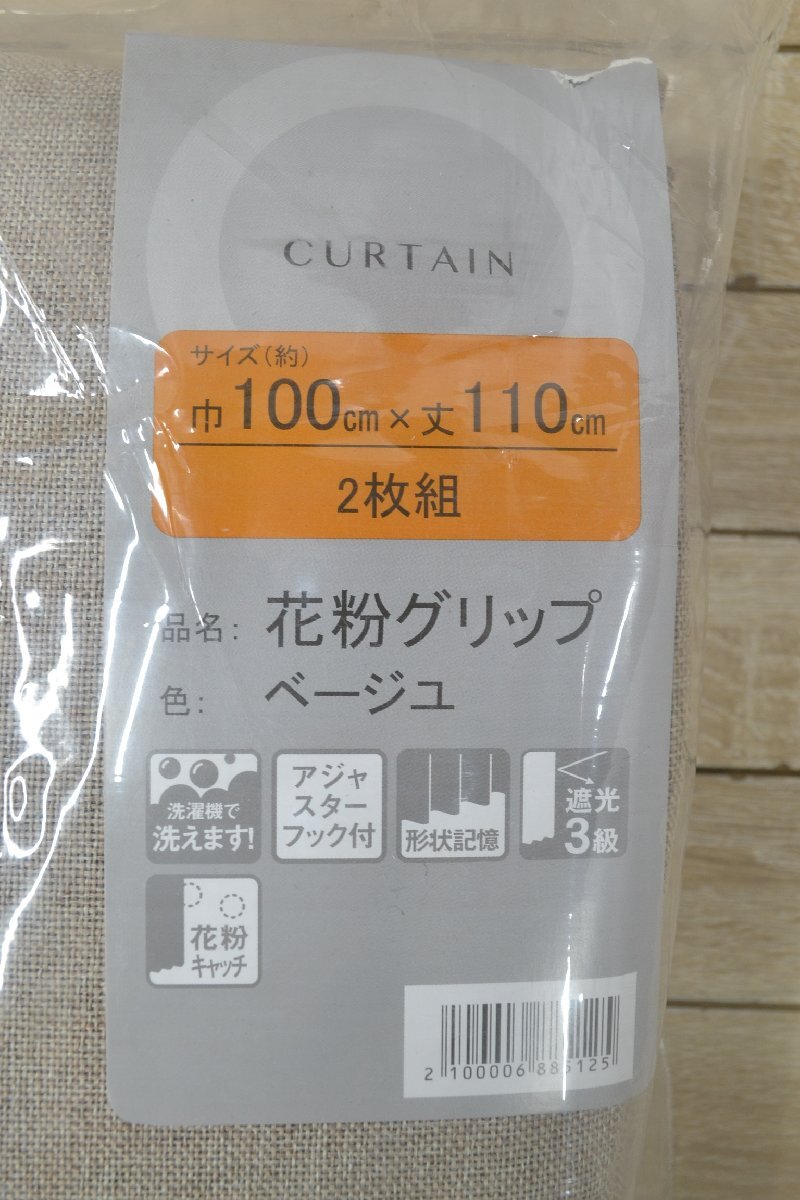 CURTAIN
サイズ(約)
巾100cm×丈110cm
2枚組
品名: 花粉グリップ
色: ベージュ
洗濯機で
洗えます!
アジャ
スター
フック付
形状記憶
遮光
3級
花粉
キャッチ
2 100006 885125